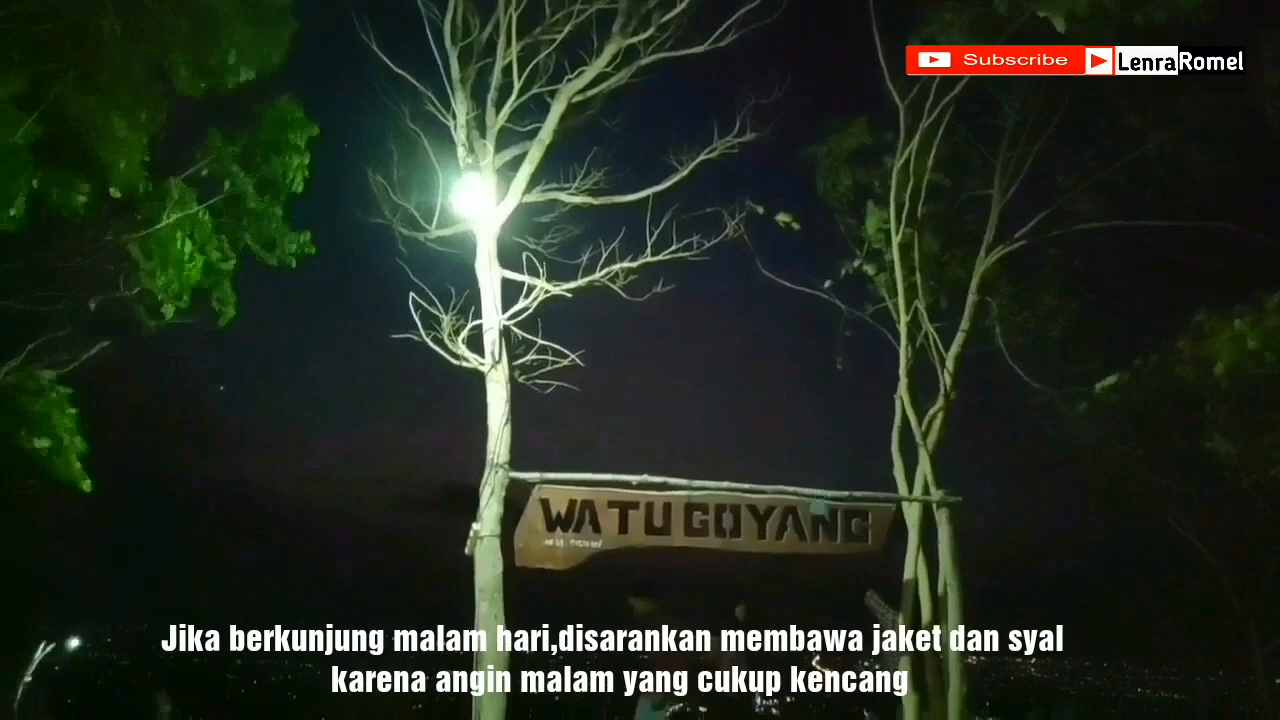 Subscribe LenraRomel
WATU GOYANG
Jika berkunjung malam hari,disarankan membawa jaket dan syal
karena angin malam yang cukup kencang